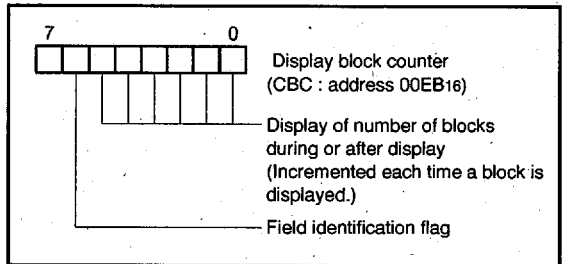 7 0
Display block counter
(CBC : address 00EB16)
Display of number of blocks
during or after display
(Incremented each time a block is
displayed.)
Field identification flag